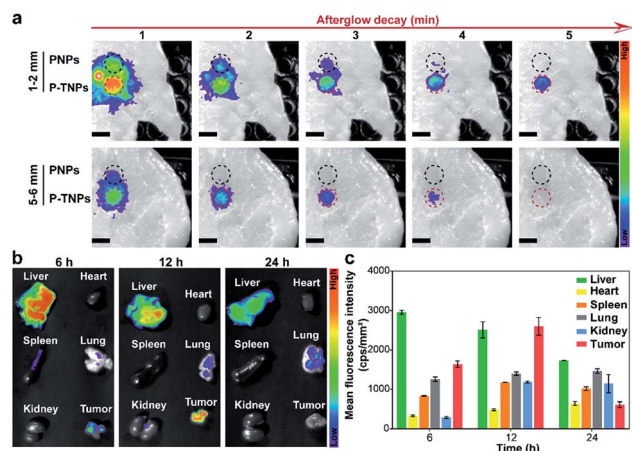 a
Afterglow decay (min)
1 2 3 4 5
1-2 mm
PNPs
P-TNPs
5-6 mm
PNPs
P-TNPs
High
Low
b
6 h 12 h 24 h
Liver Heart Liver Heart Liver Heart
Spleen Lung Spleen Lung Spleen Lung
Kidney Tumor Kidney Tumor Kidney Tumor
High
Low
c
Mean fluorescence intensity
(cps/mm²)
4000
3000
2000
1000
0
Liver
Heart
Spleen
Lung
Kidney
Tumor
6 12 24
Time (h)